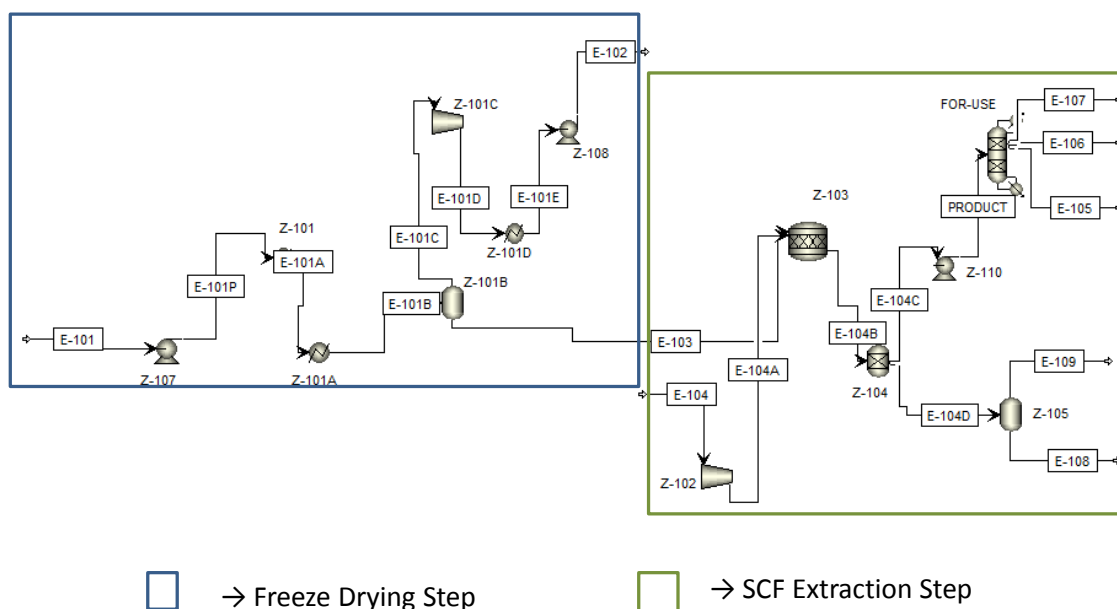 E-102
E-107
FOR-USE
Z-101C
E-106
Z-108
E-101D
E-101E
Z-103
PRODUCT
E-105
Z-101
E-101C
E-101A
Z-101D
Z-110
E-101P
Z-101B
E-104C
E-101B
E-104B
E-101
E-103
E-109
Z-107
Z-101A
E-104A
Z-104
E-104
E-104D
Z-105
E-108
Z-102
→ Freeze Drying Step
→ SCF Extraction Step